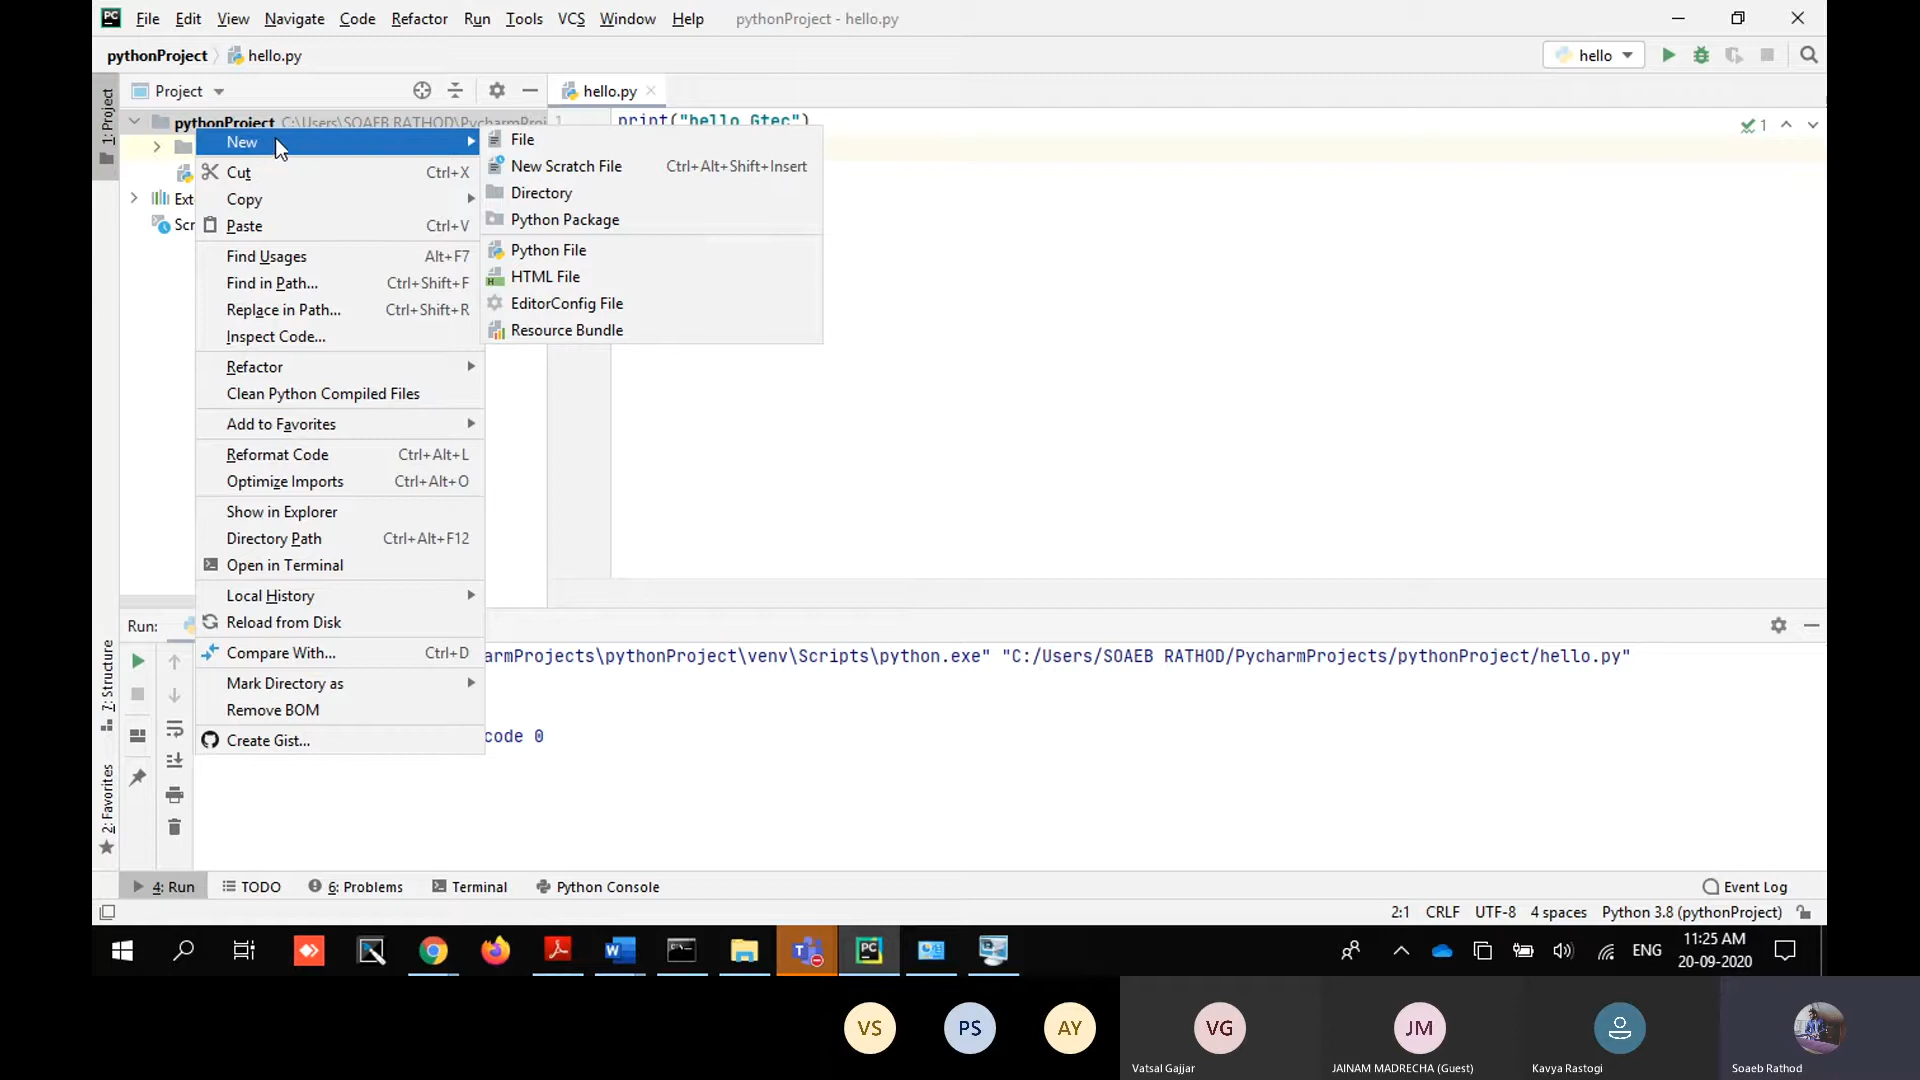 PC File Edit View Navigate Code Refactor Run Tools VCS Window Help pythonProject - hello.py
pythonProject hello.py hello
1: Project
Project hello.py
pythonProject C:\Users\SOAEB RATHOD\PycharmProj 1 print("hello Gtec")
1
New
Cut Ctrl+X
Copy
Paste Ctrl+V
Find Usages Alt+F7
Find in Path... Ctrl+Shift+F
Replace in Path... Ctrl+Shift+R
Inspect Code...
Refactor
Clean Python Compiled Files
Add to Favorites
Reformat Code Ctrl+Alt+L
Optimize Imports Ctrl+Alt+O
Show in Explorer
Directory Path Ctrl+Alt+F12
Open in Terminal
Local History
Reload from Disk
Compare With... Ctrl+D
Mark Directory as
Remove BOM
Create Gist...
File
New Scratch File Ctrl+Alt+Shift+Insert
Directory
Python Package
Python File
HTML File
EditorConfig File
Resource Bundle
Ext
Scr
Run:
7: Structure
2: Favorites
armProjects\pythonProject\venv\Scripts\python.exe" "C:/Users/SOAEB RATHOD/PycharmProjects/pythonProject/hello.py"
code 0
4: Run TODO 6: Problems Terminal Python Console Event Log
2:1 CRLF UTF-8 4 spaces Python 3.8 (pythonProject)
ENG 11:25 AM
20-09-2020
VS PS AY VG JM
Vatsal Gajjar JAINAM MADRECHA (Guest) Kavya Rastogi Soaeb Rathod